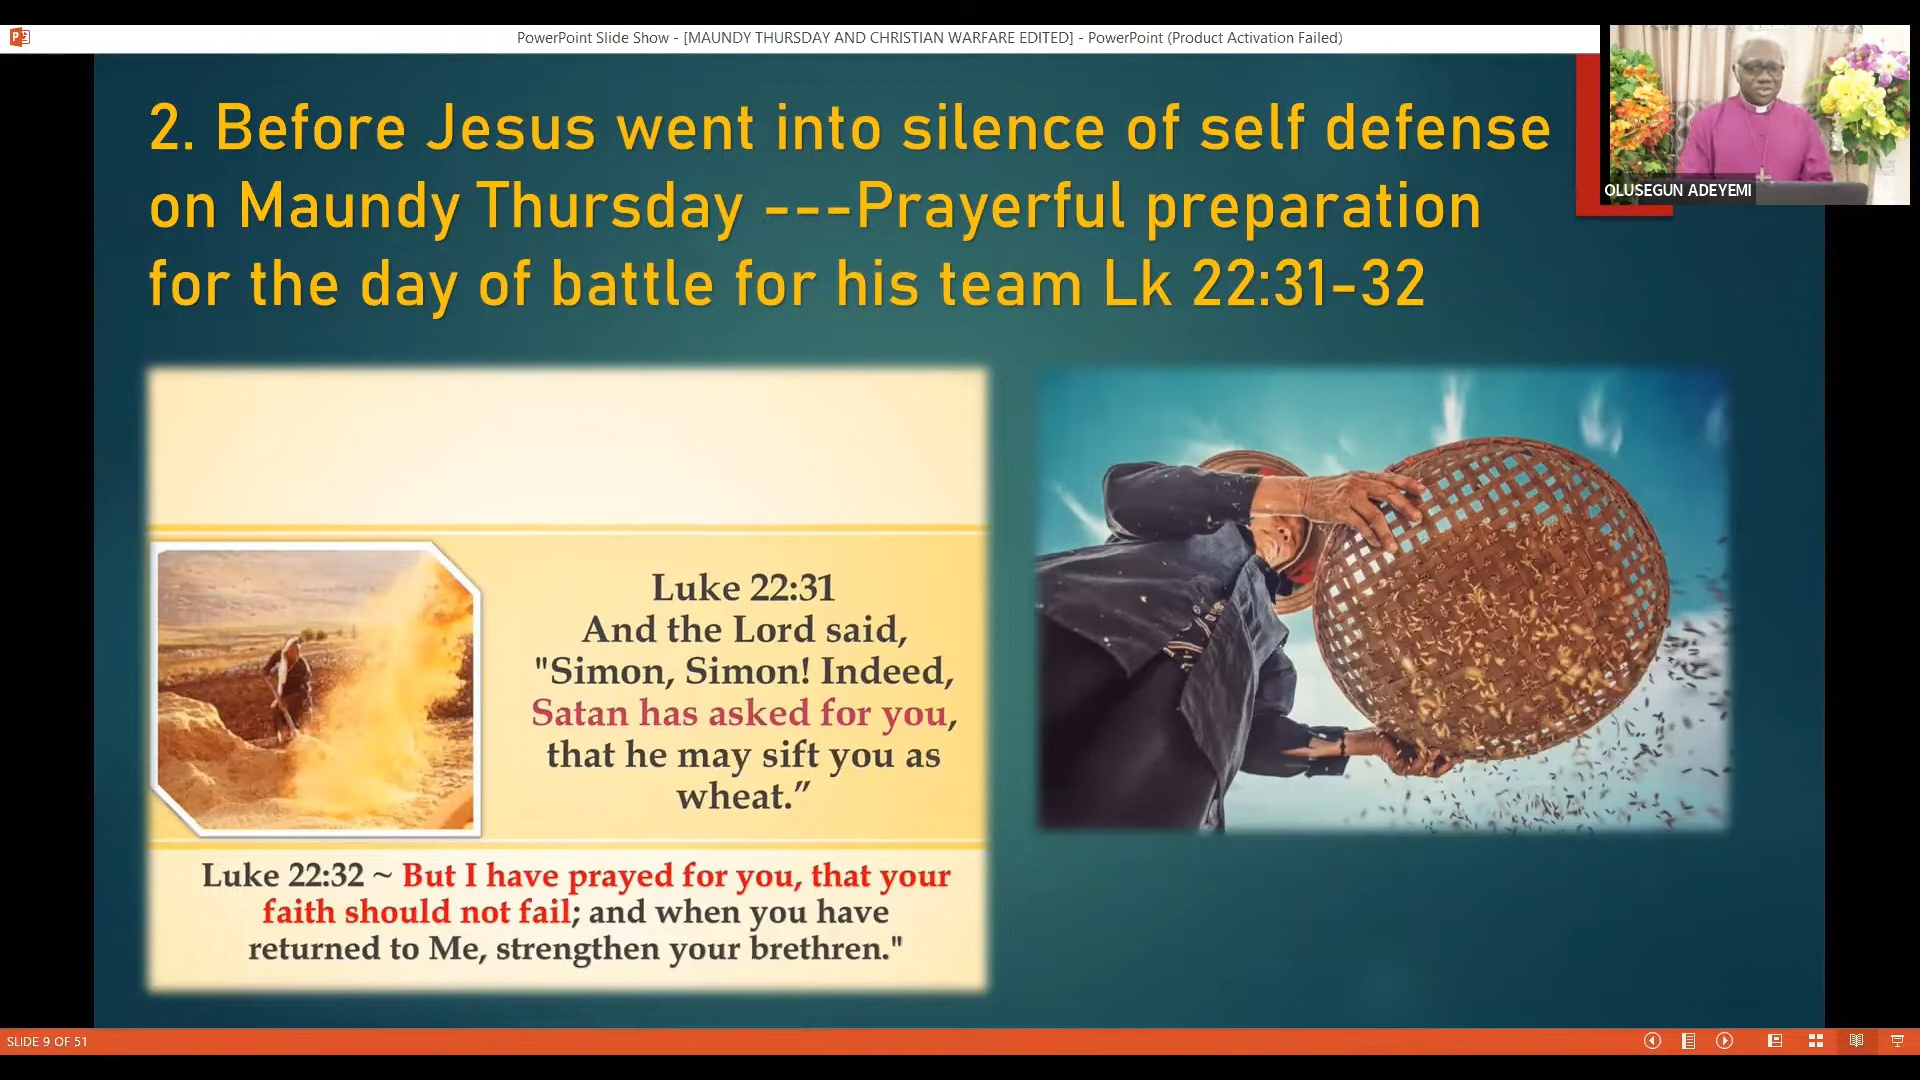 PowerPoint Slide Show - [MAUNDY THURSDAY AND CHRISTIAN WARFARE EDITED] - PowerPoint (Product Activation Failed)
OLUSEGUN ADEYEMI
2. Before Jesus went into silence of self defense
on Maundy Thursday ---Prayerful preparation
for the day of battle for his team Lk 22:31-32
Luke 22:31
And the Lord said,
"Simon, Simon! Indeed,
Satan has asked for you,
that he may sift you as
wheat.”
Luke 22:32 ~ But I have prayed for you, that your
faith should not fail; and when you have
returned to Me, strengthen your brethren."
SLIDE 9 OF 51